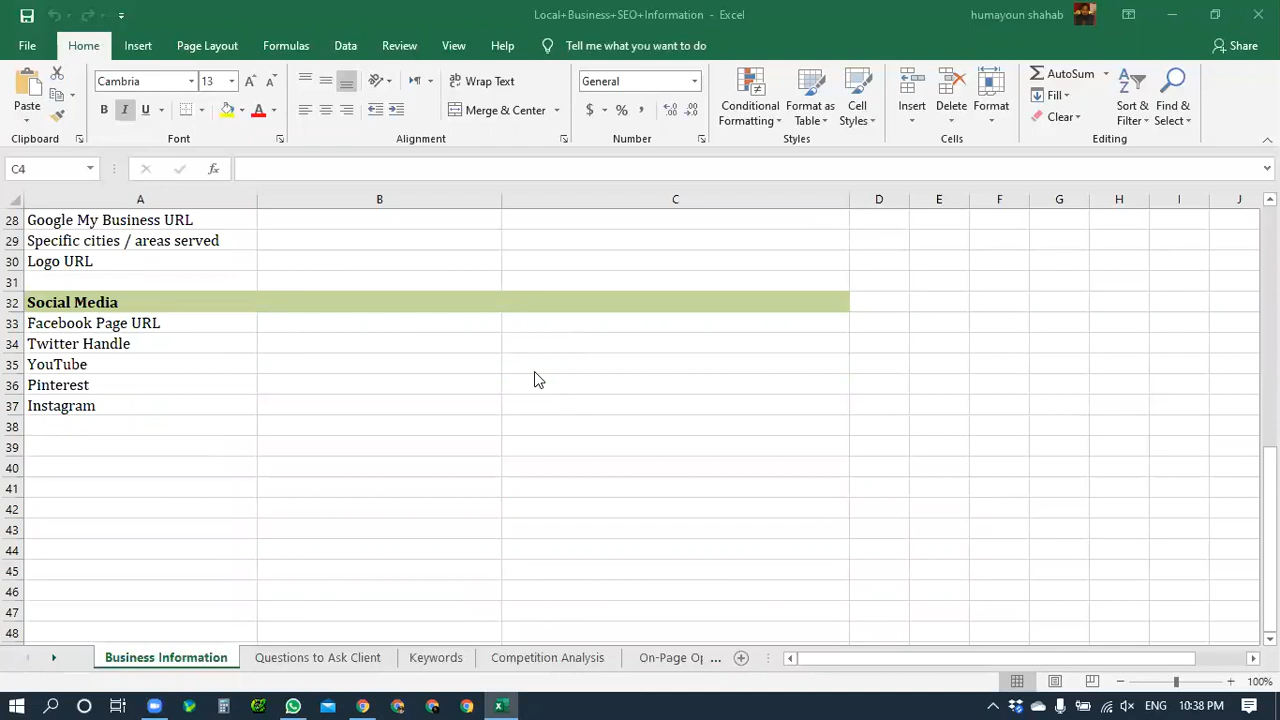 Local+Business+SEO+Information - Excel
humayoun shahab
File Home Insert Page Layout Formulas Data Review View Help Tell me what you want to do Share
Paste
Clipboard
Cambria 13
A A
B I U A
Font
Wrap Text
Merge & Center
Alignment
General
$ % ,
Number
Conditional Formatting
Format as Table
Cell Styles
Styles
Insert Delete Format
Cells
AutoSum
Fill
Clear
Sort & Filter
Find & Select
Editing
C4 fx
A B C D E F G H I J
28 Google My Business URL
29 Specific cities / areas served
30 Logo URL
31
32 Social Media
33 Facebook Page URL
34 Twitter Handle
35 YouTube
36 Pinterest
37 Instagram
38
39
40
41
42
43
44
45
46
47
48
Business Information Questions to Ask Client Keywords Competition Analysis On-Page Op ...
100%
ENG 10:38 PM